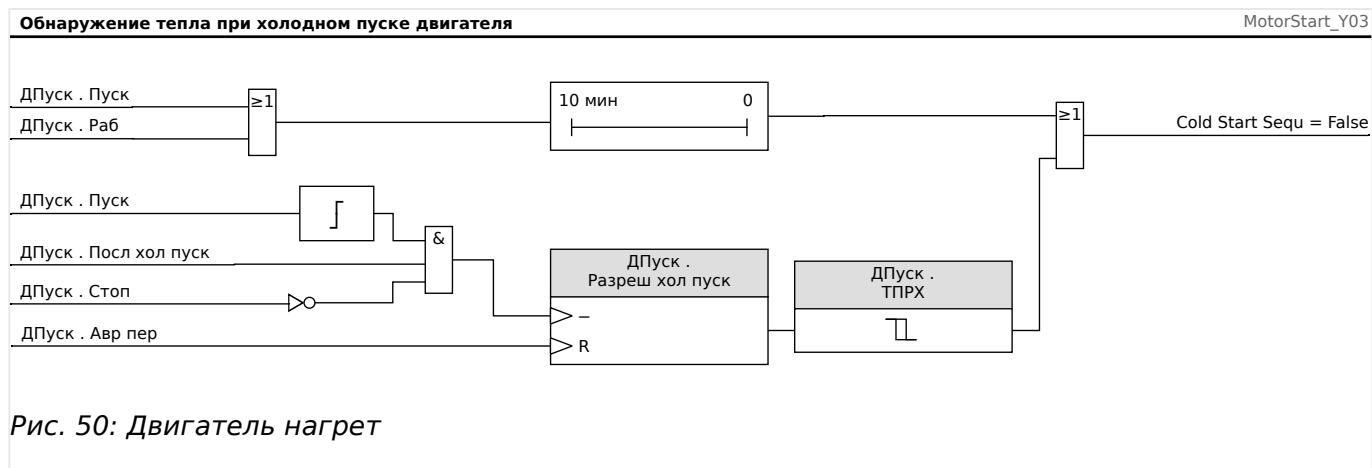 Обнаружение тепла при холодном пуске двигателя
MotorStart_Y03
ДПуск . Пуск
ДПуск . Раб
≥1
10 мин 0
≥1
Cold Start Sequ = False
ДПуск . Пуск
ДПуск . Посл хол пуск
ДПуск . Стоп
ДПуск . Авр пер
&
ДПуск .
Разреш хол пуск
–
R
ДПуск .
ТПРХ
Рис. 50: Двигатель нагрет